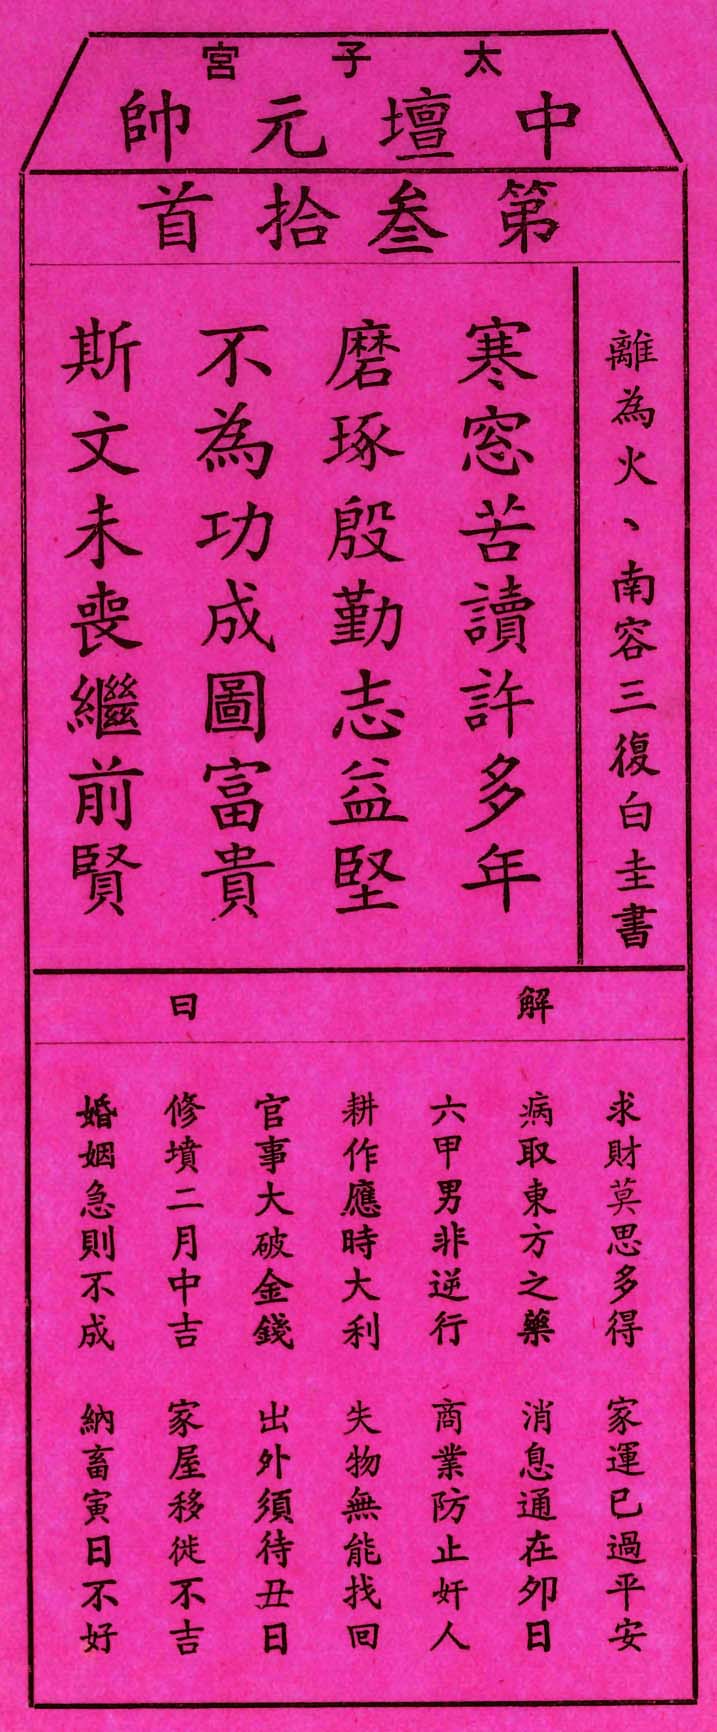 太子宮
中壇元帥
第叁拾首
離為火、南容三復白圭書
寒窓苦讀許多年
磨琢殷勤志益堅
不為功成圖富貴
斯文未喪繼前賢
解曰
求財莫思多得 家運已過平安
病取東方之藥 消息通在夘日
六甲男非逆行 商業防止奸人
耕作應時大利 失物無能找回
官事大破金錢 出外須待丑日
修墳二月中吉 家屋移徙不吉
婚姻急則不成 納畜寅日不好